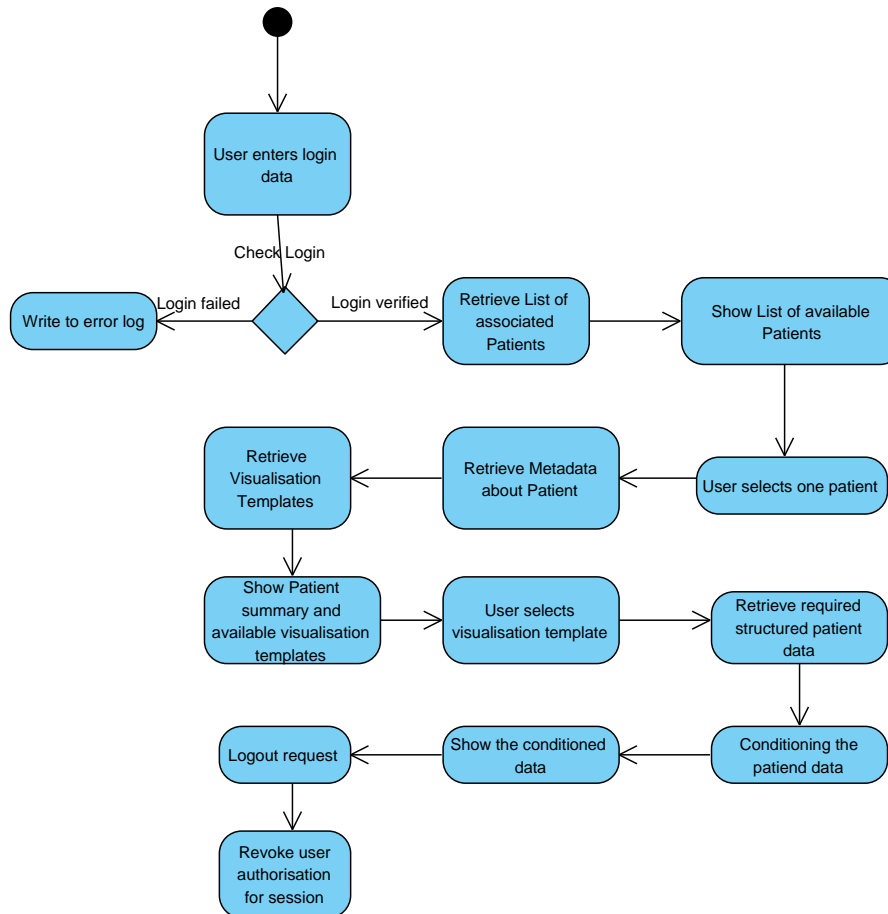 User enters login
data
Check Login
Login failed
Login verified
Write to error log
Retrieve List of
associated
Patients
Show List of available
Patients
Retrieve
Visualisation
Templates
Retrieve Metadata
about Patient
User selects one patient
Show Patient
summary and
available visualisation
templates
User selects
visualisation template
Retrieve required
structured patient
data
Logout request
Show the conditioned
data
Conditioning the
patiend data
Revoke user
authorisation
for session